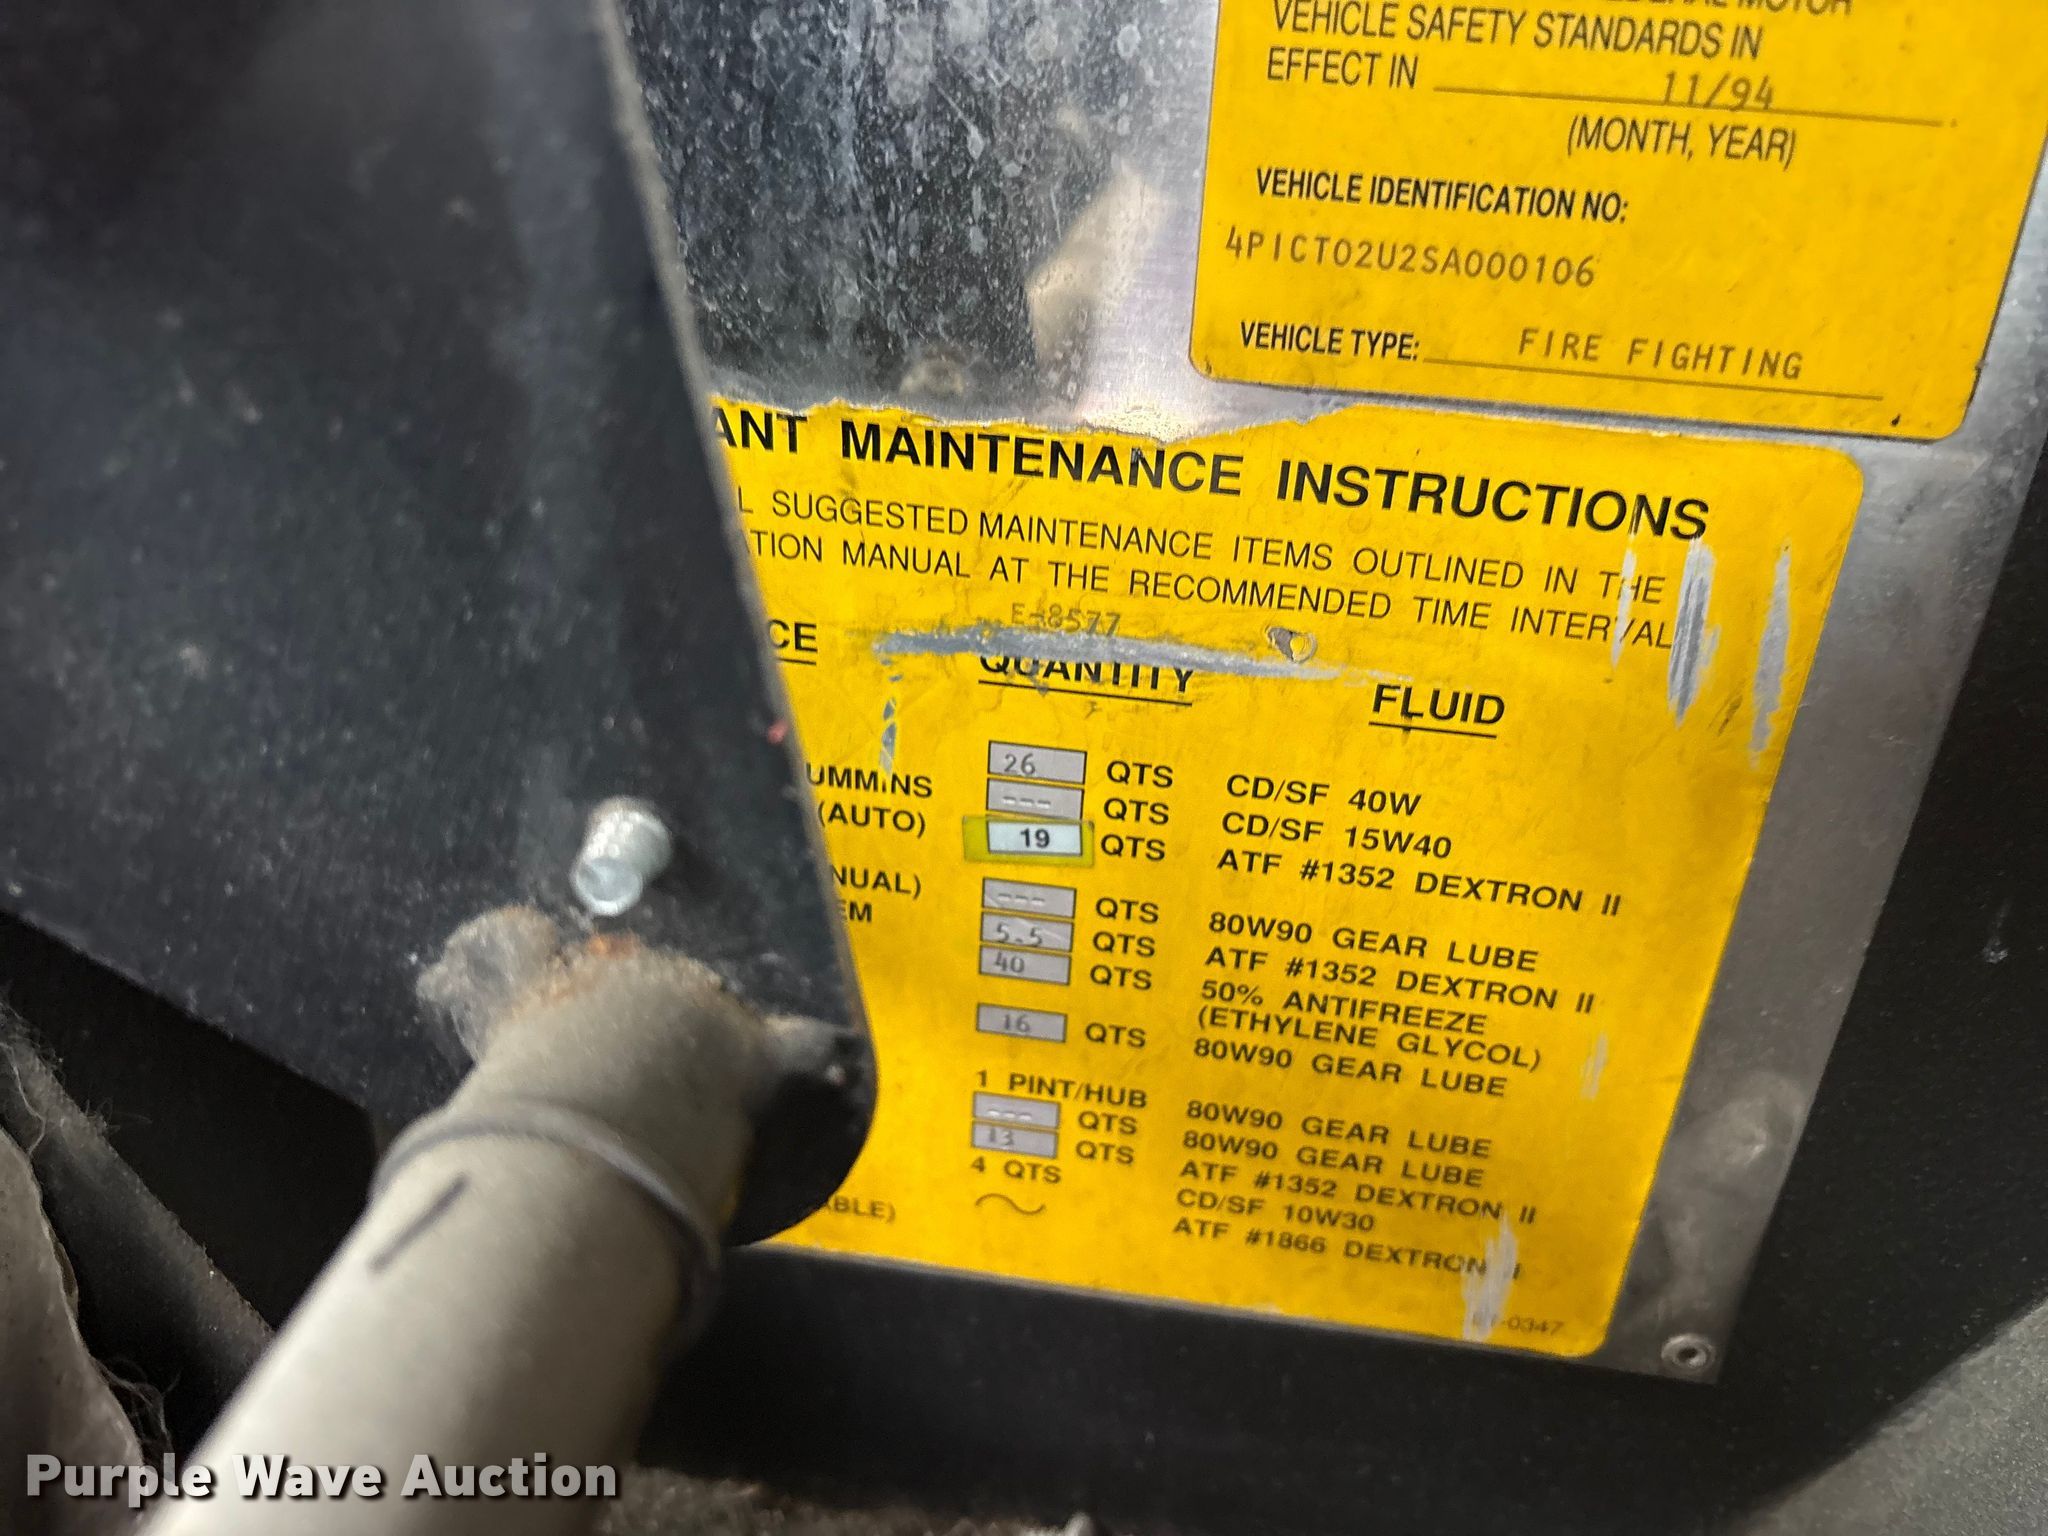 VEHICLE SAFETY STANDARDS IN
EFFECT IN 11/94
(MONTH, YEAR)
VEHICLE IDENTIFICATION NO:
4P1CT02U2SA000106
VEHICLE TYPE: FIRE FIGHTING
ANT MAINTENANCE INSTRUCTIONS
L SUGGESTED MAINTENANCE ITEMS OUTLINED IN THE
TION MANUAL AT THE RECOMMENDED TIME INTERVAL
E-8577
CE QUANTITY FLUID
UMMINS 26 QTS CD/SF 40W
(AUTO) --- QTS CD/SF 15W40
19 QTS ATF #1352 DEXTRON II
NUAL) --- QTS 80W90 GEAR LUBE
EM 5.5 QTS ATF #1352 DEXTRON II
40 QTS 50% ANTIFREEZE
(ETHYLENE GLYCOL)
16 QTS 80W90 GEAR LUBE
1 PINT/HUB 80W90 GEAR LUBE
--- QTS 80W90 GEAR LUBE
13 QTS ATF #1352 DEXTRON II
4 QTS CD/SF 10W30
ABLE) ATF #1866 DEXTRON II
-0347
Purple Wave Auction